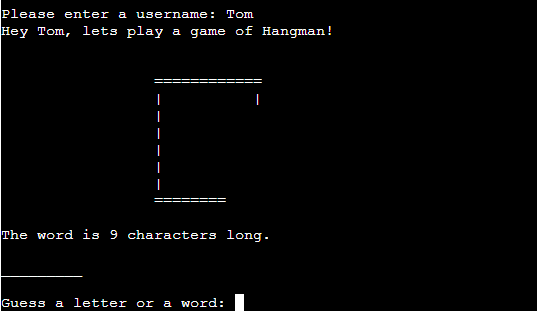 Please enter a username: Tom
Hey Tom, lets play a game of Hangman!
============
|           |
|
|
|
|
|
========
The word is 9 characters long.
_________
Guess a letter or a word: